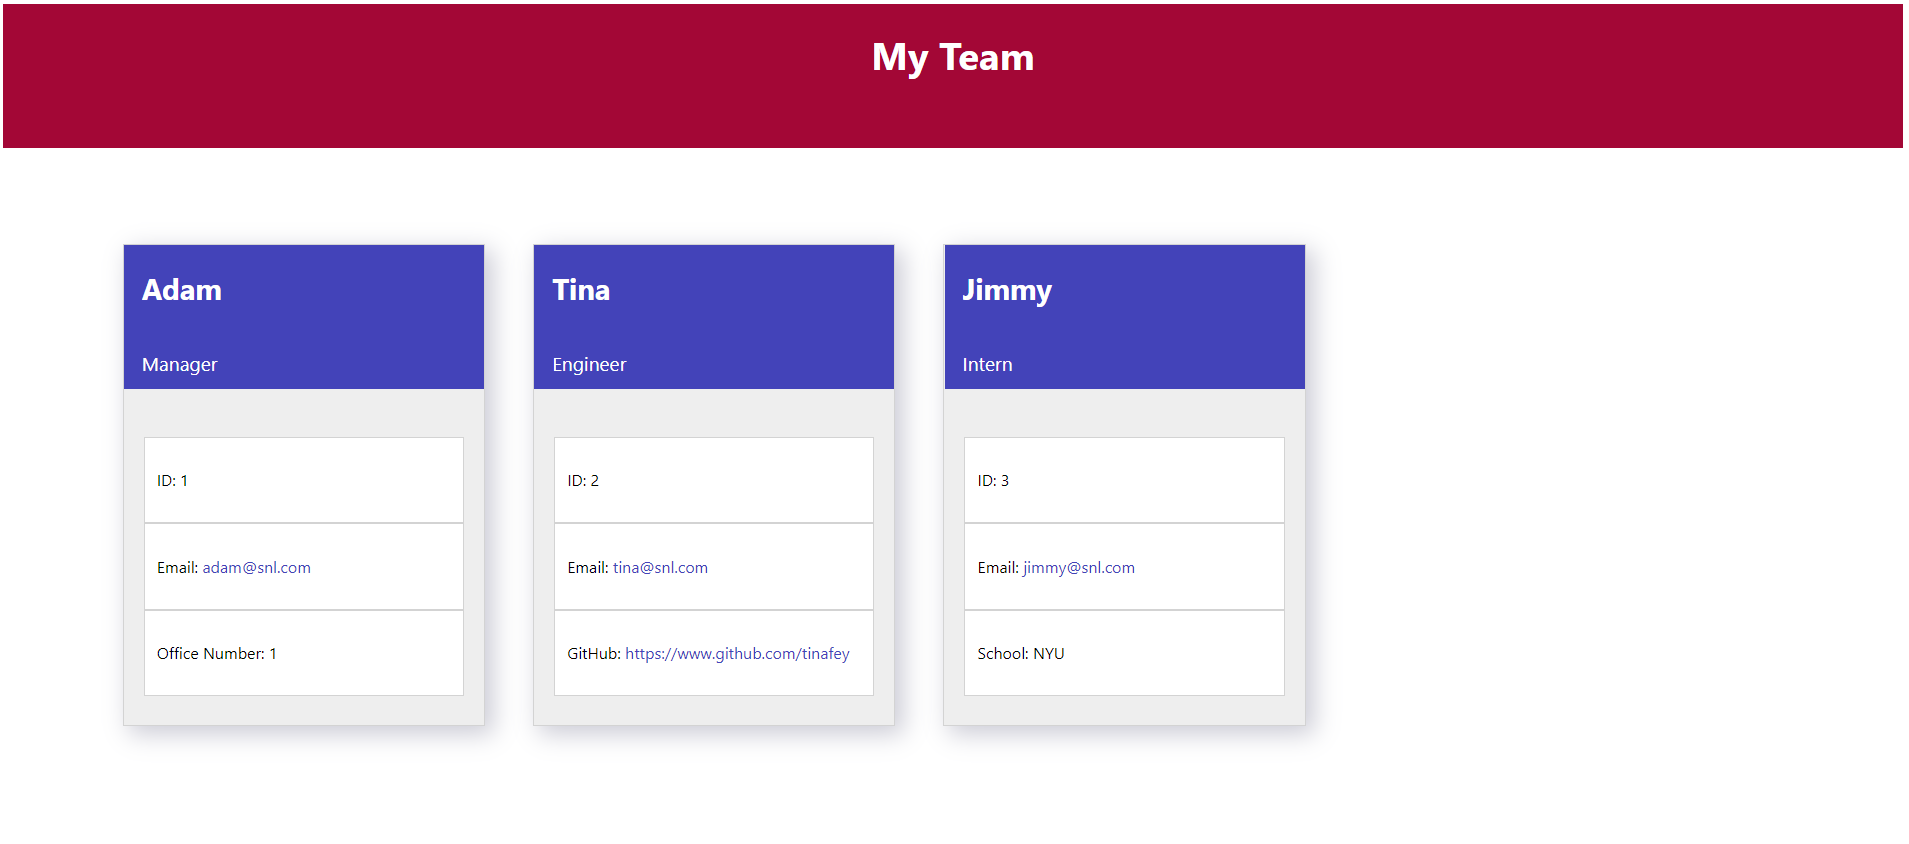 My Team
Adam
Manager
ID: 1
Email: adam@snl.com
Office Number: 1
Tina
Engineer
ID: 2
Email: tina@snl.com
GitHub: https://www.github.com/tinafey
Jimmy
Intern
ID: 3
Email: jimmy@snl.com
School: NYU